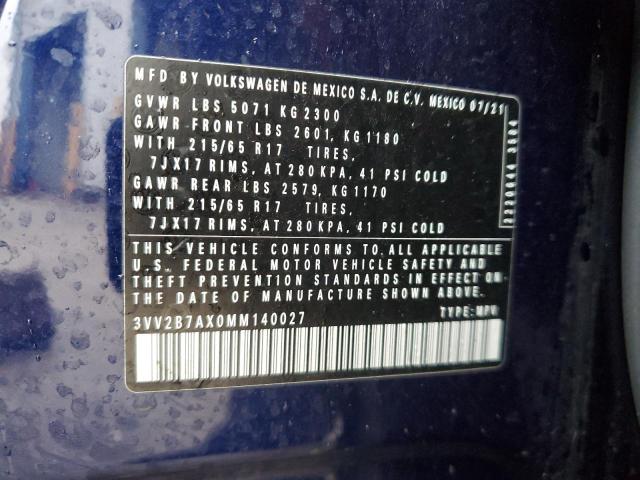 MFD BY VOLKSWAGEN DE MEXICO S.A. DE C.V. MEXICO 07/21
GVWR LBS 5071 KG 2300
GAWR-FRONT LBS 2601, KG 1180
WITH 215/65 R17 TIRES,
7JX17 RIMS, AT 280 KPA, 41 PSI COLD
GAWR REAR LBS 2579, KG 1170
WITH 215/65 R17 TIRES,
7JX17 RIMS, AT 280 KPA, 41 PSI COLD
THIS VEHICLE CONFORMS TO ALL APPLICABLE
U.S. FEDERAL MOTOR VEHICLE SAFETY AND
THEFT PREVENTION STANDARDS IN EFFECT ON
THE DATE OF MANUFACTURE SHOWN ABOVE.
3VV2B7AX0MM140027 TYPE:MPV